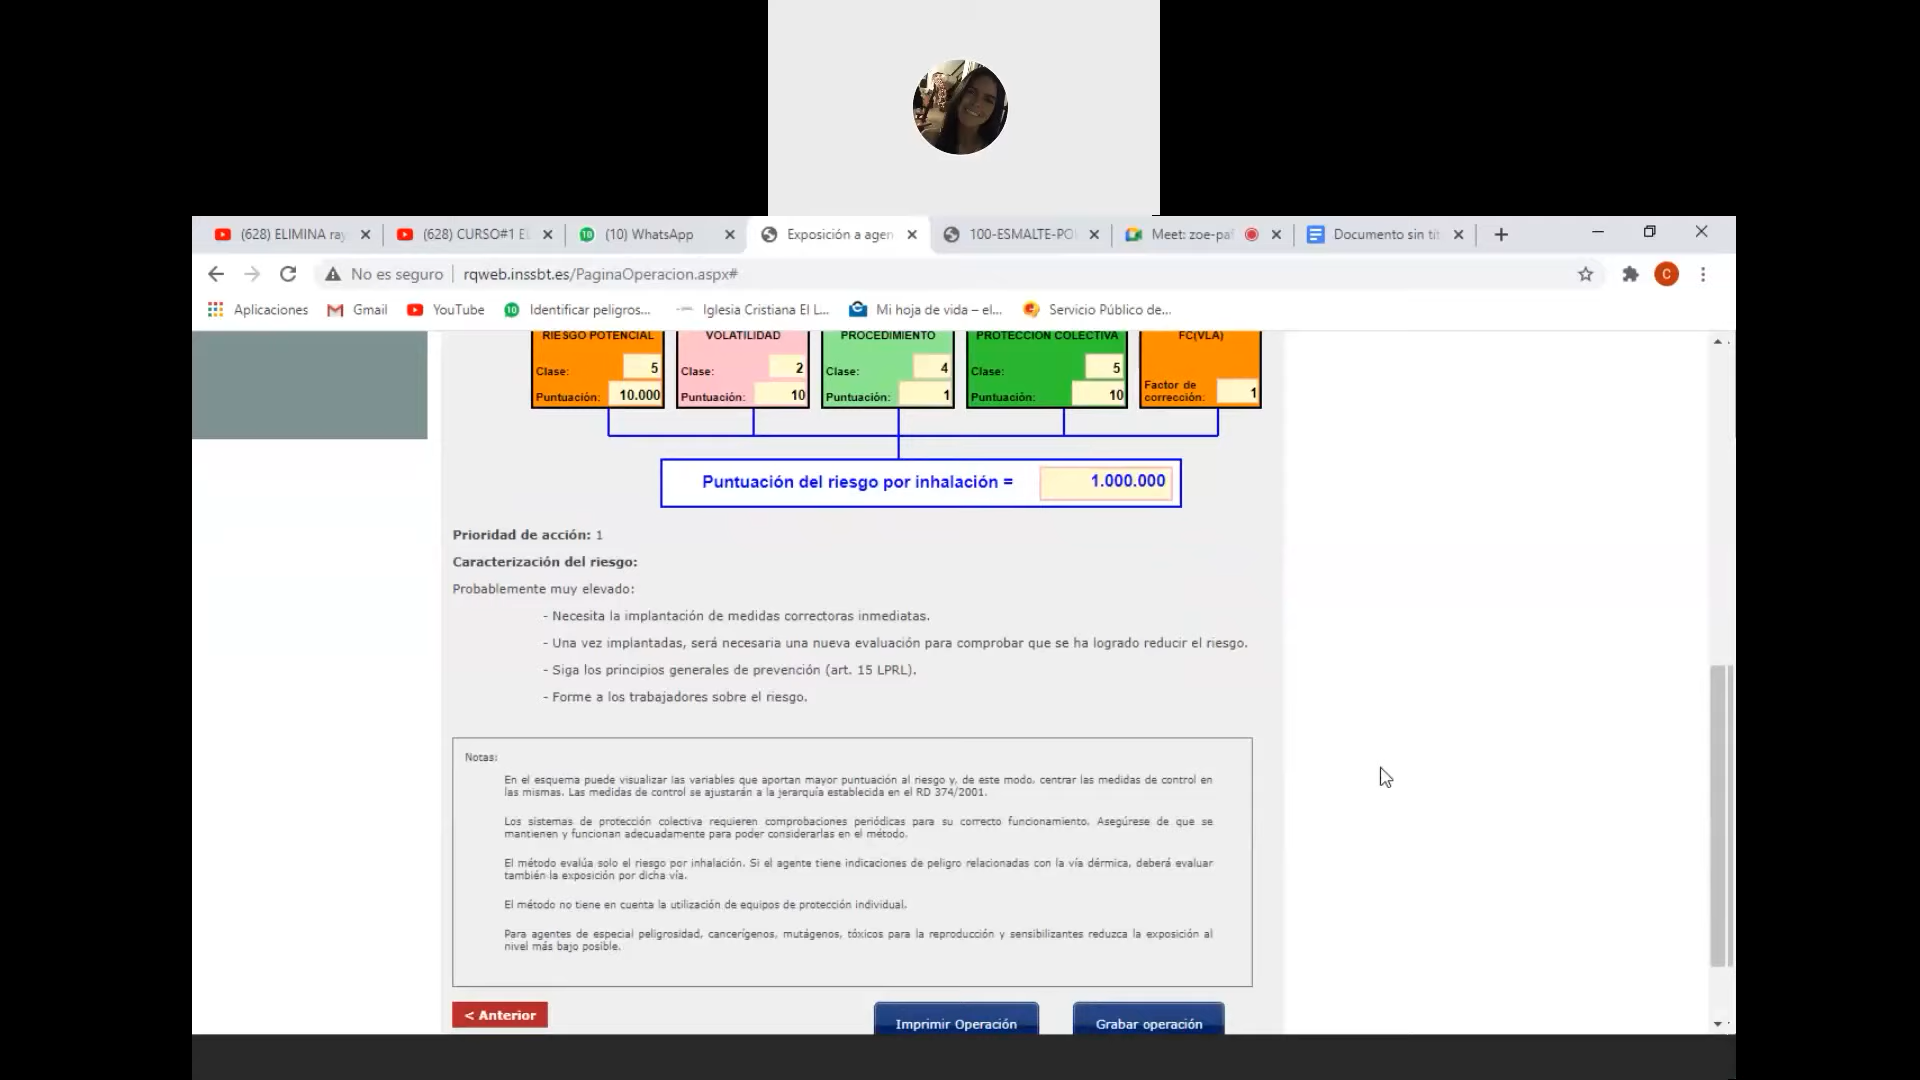 (628) ELIMINA ray
(628) CURSO#1 E
10 (10) WhatsApp
Exposición a agen
100-ESMALTE-PO
Meet: zoe-pa
Documento sin tít
No es seguro
rqweb.inssbt.es/PaginaOperacion.aspx#
C
Aplicaciones
Gmail
YouTube
10 Identificar peligros...
Iglesia Cristiana El L...
Mi hoja de vida – el...
Servicio Público de...
RIESGO POTENCIAL
Clase: 5
Puntuación: 10.000
VOLATILIDAD
Clase: 2
Puntuación: 10
PROCEDIMIENTO
Clase: 4
Puntuación: 1
PROTECCION COLECTIVA
Clase: 5
Puntuación: 10
FC(VLA)
Factor de
corrección: 1
Puntuación del riesgo por inhalación = 1.000.000
Prioridad de acción: 1
Caracterización del riesgo:
Probablemente muy elevado:
- Necesita la implantación de medidas correctoras inmediatas.
- Una vez implantadas, será necesaria una nueva evaluación para comprobar que se ha logrado reducir el riesgo.
- Siga los principios generales de prevención (art. 15 LPRL).
- Forme a los trabajadores sobre el riesgo.
Notas:
En el esquema puede visualizar las variables que aportan mayor puntuación al riesgo y, de este modo, centrar las medidas de control en
las mismas. Las medidas de control se ajustarán a la jerarquía establecida en el RD 374/2001.
Los sistemas de protección colectiva requieren comprobaciones periódicas para su correcto funcionamiento. Asegúrese de que se
mantienen y funcionan adecuadamente para poder considerarlas en el método.
El método evalúa solo el riesgo por inhalación. Si el agente tiene indicaciones de peligro relacionadas con la vía dérmica, deberá evaluar
también la exposición por dicha vía.
El método no tiene en cuenta la utilización de equipos de protección individual.
Para agentes de especial peligrosidad, cancerígenos, mutágenos, tóxicos para la reproducción y sensibilizantes reduzca la exposición al
nivel más bajo posible.
< Anterior
Imprimir Operación
Grabar operación